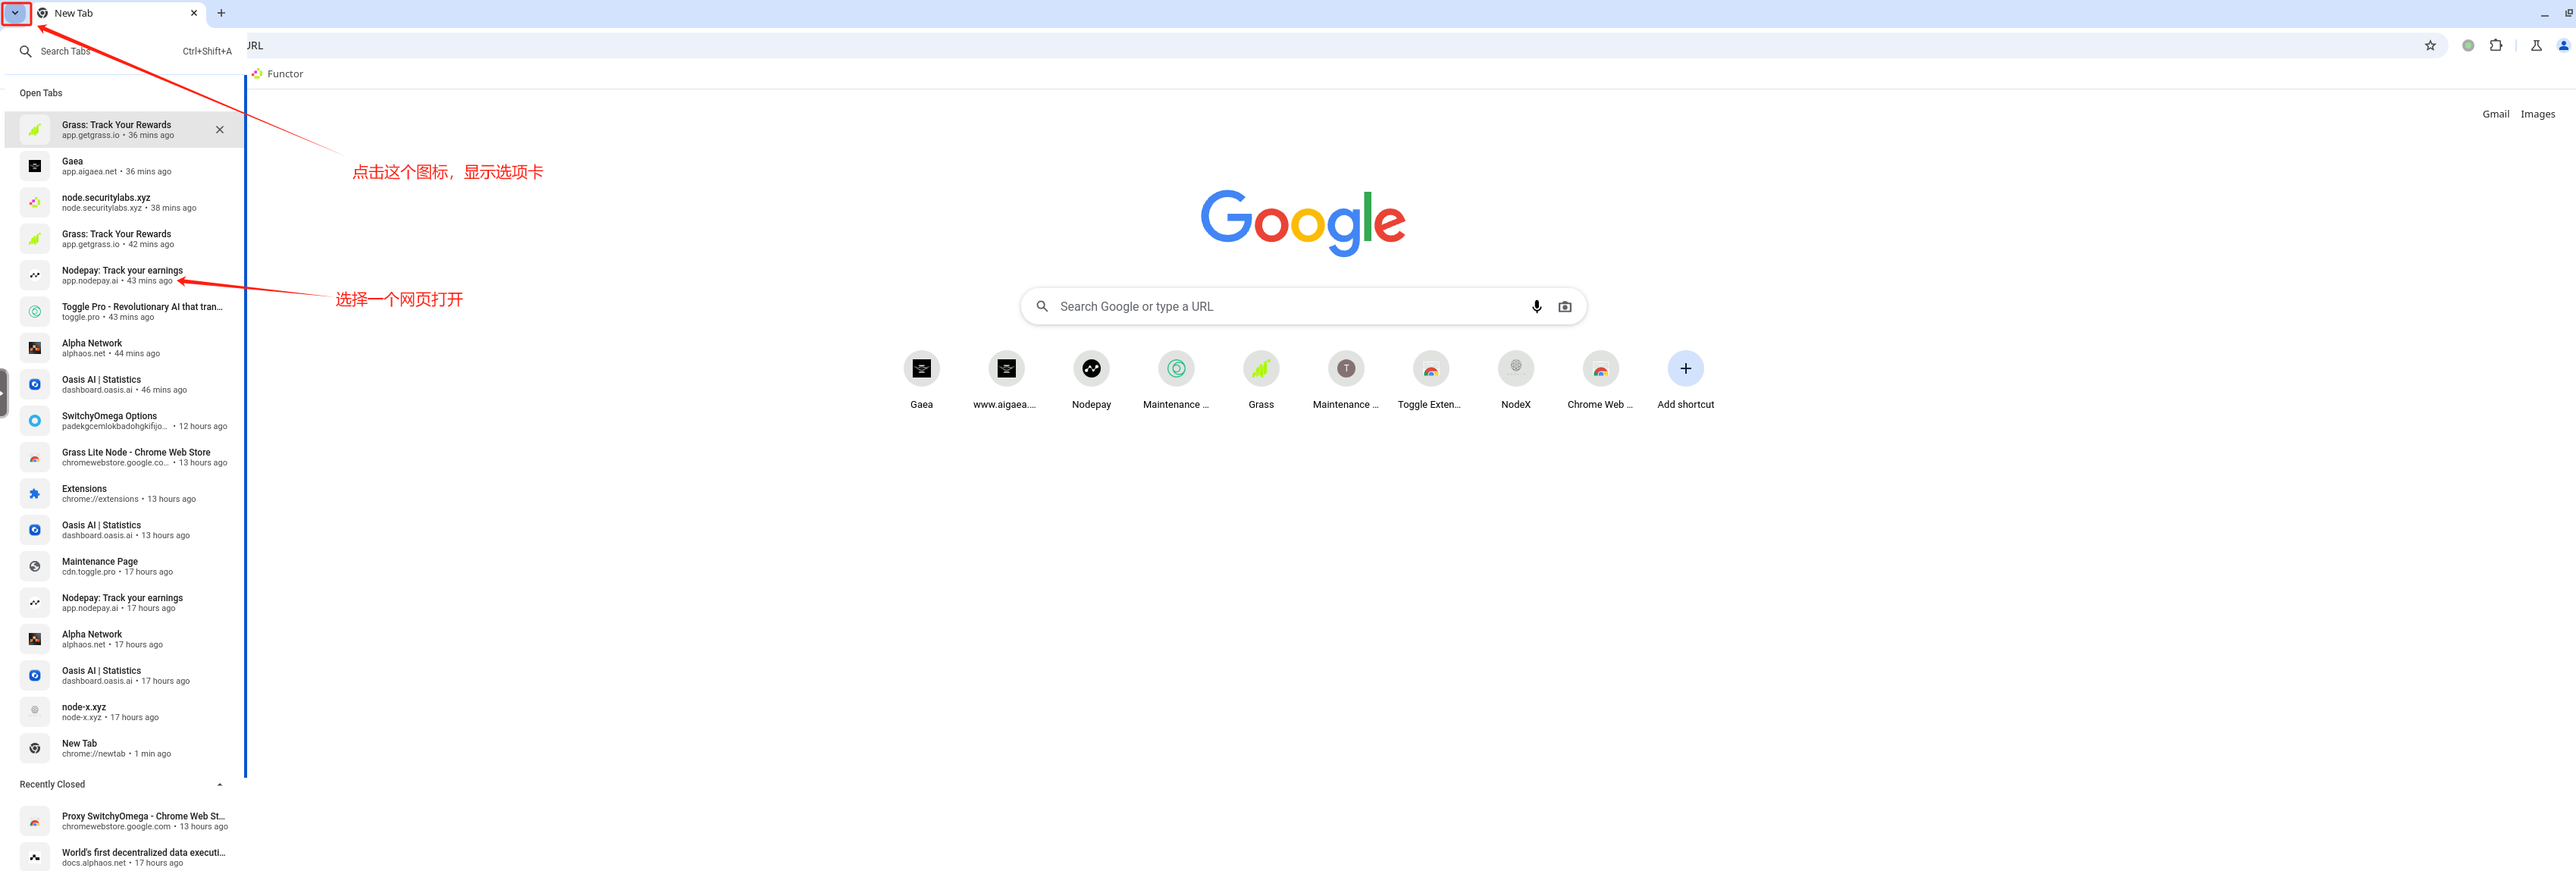 New Tab
Search Tabs
Ctrl+Shift+A
URL
Functor
Open Tabs
Gmail
Images
Grass: Track Your Rewards
app.getgrass.io • 36 mins ago
Gaea
app.aigaea.net • 36 mins ago
点击这个图标，显示选项卡
node.securitylabs.xyz
node.securitylabs.xyz • 38 mins ago
Google
Grass: Track Your Rewards
app.getgrass.io • 42 mins ago
Nodepay: Track your earnings
app.nodepay.ai • 43 mins ago
选择一个网页打开
Toggle Pro - Revolutionary AI that tran...
toggle.pro • 43 mins ago
Search Google or type a URL
Alpha Network
alphaos.net • 44 mins ago
Oasis AI | Statistics
dashboard.oasis.ai • 46 mins ago
T
Gaea
www.aigaea....
Nodepay
Maintenance ...
Grass
Maintenance ...
Toggle Exten...
NodeX
Chrome Web ...
Add shortcut
SwitchyOmega Options
padekgcemlokbadohgkifijo... • 12 hours ago
Grass Lite Node - Chrome Web Store
chromewebstore.google.co... • 13 hours ago
Extensions
chrome://extensions • 13 hours ago
Oasis AI | Statistics
dashboard.oasis.ai • 13 hours ago
Maintenance Page
cdn.toggle.pro • 17 hours ago
Nodepay: Track your earnings
app.nodepay.ai • 17 hours ago
Alpha Network
alphaos.net • 17 hours ago
Oasis AI | Statistics
dashboard.oasis.ai • 17 hours ago
node-x.xyz
node-x.xyz • 17 hours ago
New Tab
chrome://newtab • 1 min ago
Recently Closed
Proxy SwitchyOmega - Chrome Web St...
chromewebstore.google.com • 13 hours ago
World's first decentralized data executi...
docs.alphaos.net • 17 hours ago